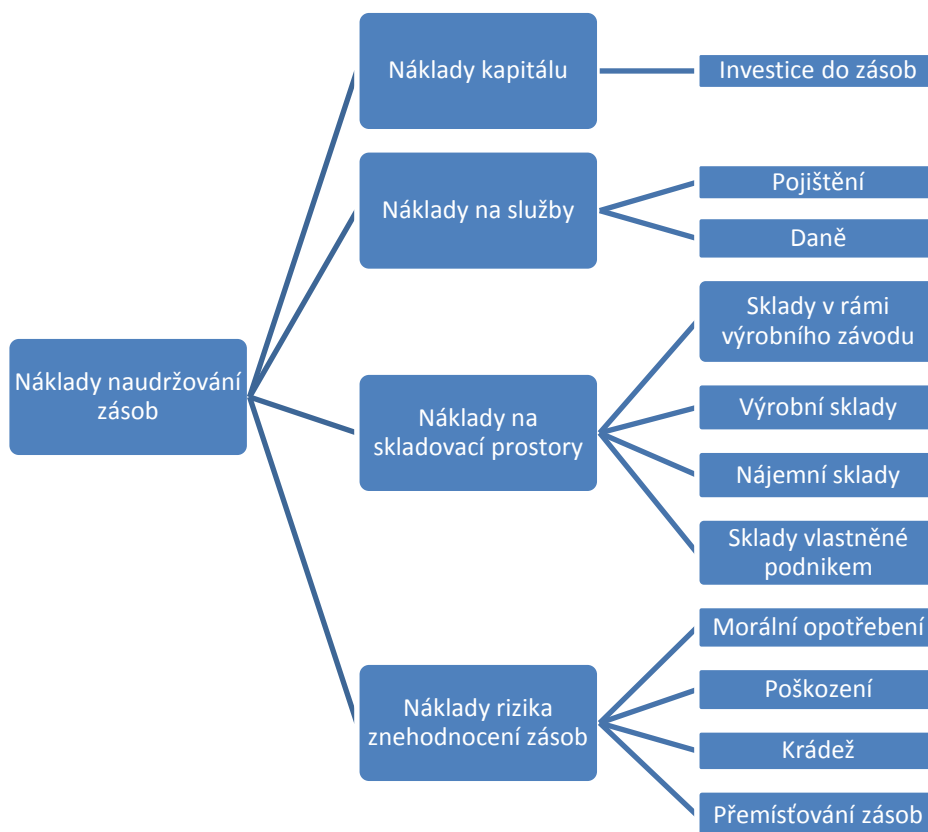 Náklady naudržování
zásob
Náklady kapitálu
Investice do zásob
Náklady na služby
Pojištění
Daně
Náklady na
skladovací prostory
Sklady v rámi
výrobního závodu
Výrobní sklady
Nájemní sklady
Sklady vlastněné
podnikem
Náklady rizika
znehodnocení zásob
Morální opotřebení
Poškození
Krádež
Přemísťování zásob